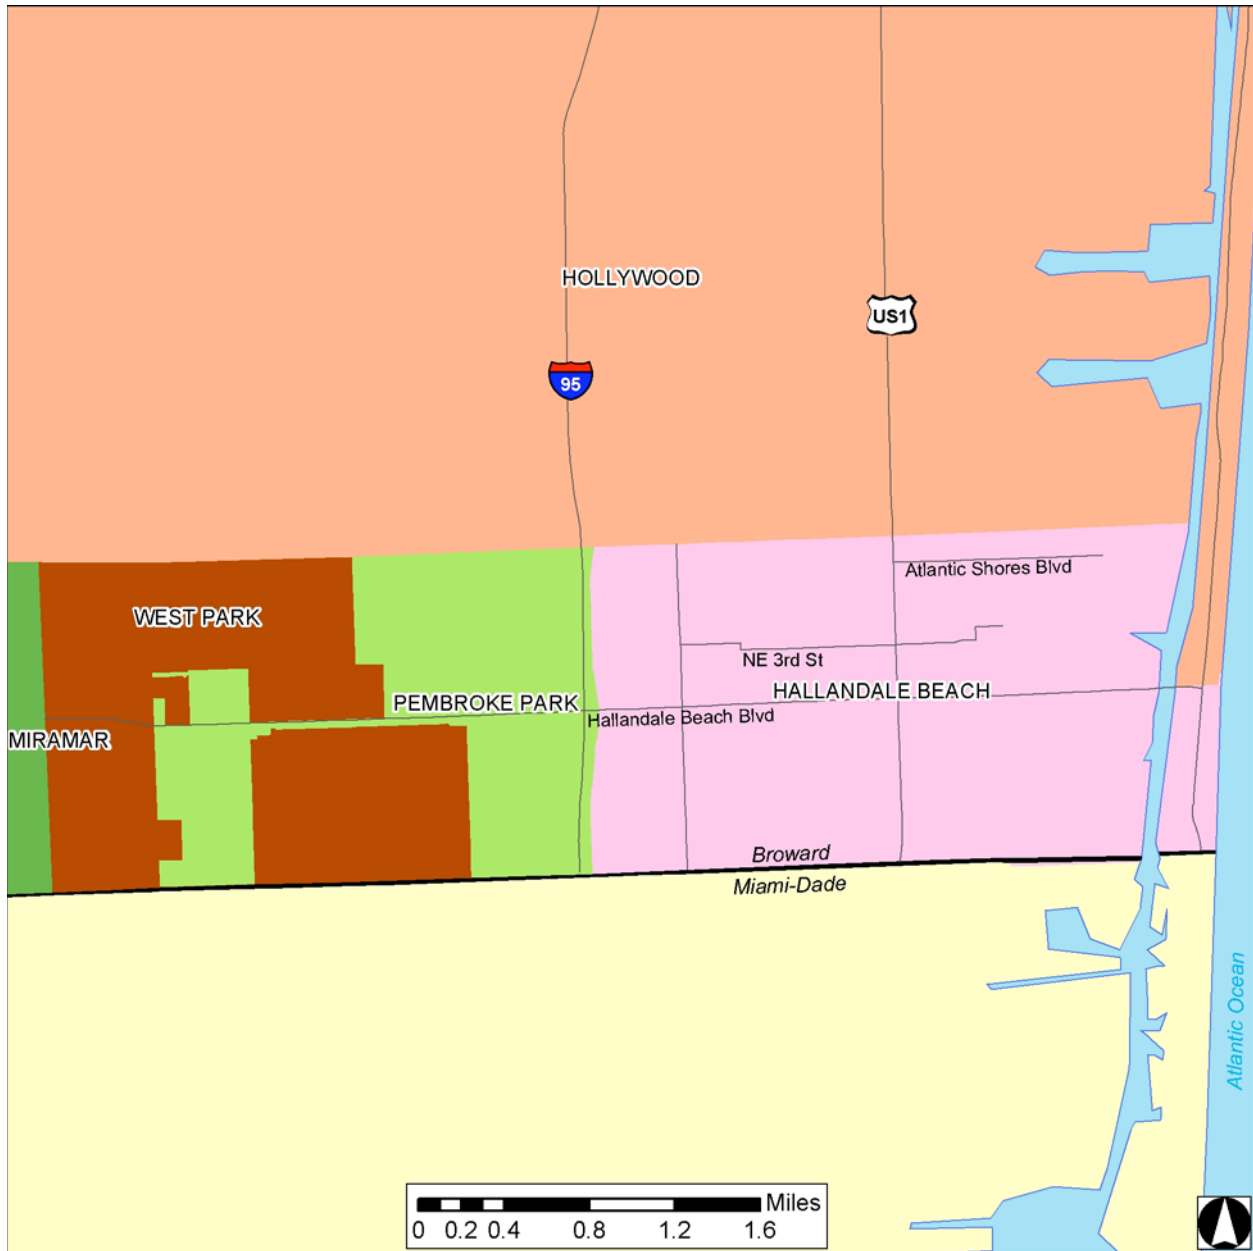 HOLLYWOOD
US1
95
Atlantic Shores Blvd
WEST PARK
NE 3rd St
HALLANDALE BEACH
PEMBROKE PARK
Hallandale Beach Blvd
MIRAMAR
Broward
Miami-Dade
Atlantic Ocean
Miles
0 0.2 0.4 0.8 1.2 1.6